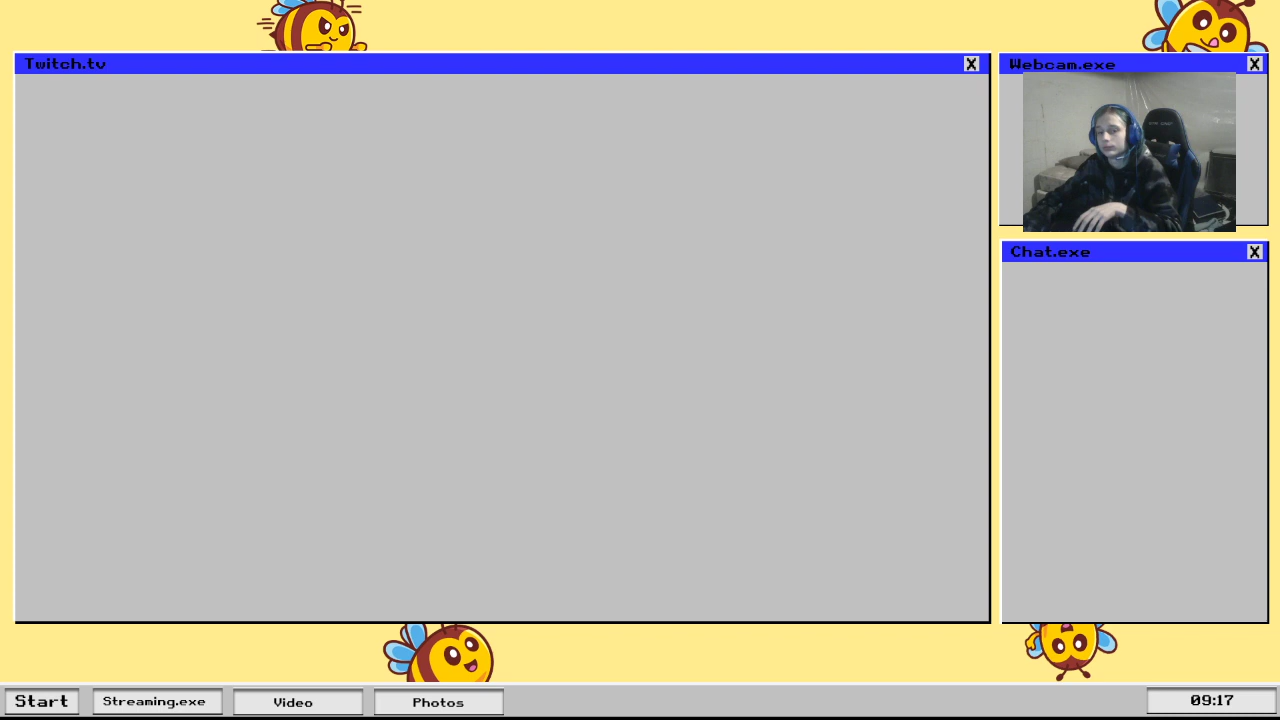 Twitch.tv X
Webcam.exe X
Chat.exe X
Start
Streaming.exe
Video
Photos
09:17